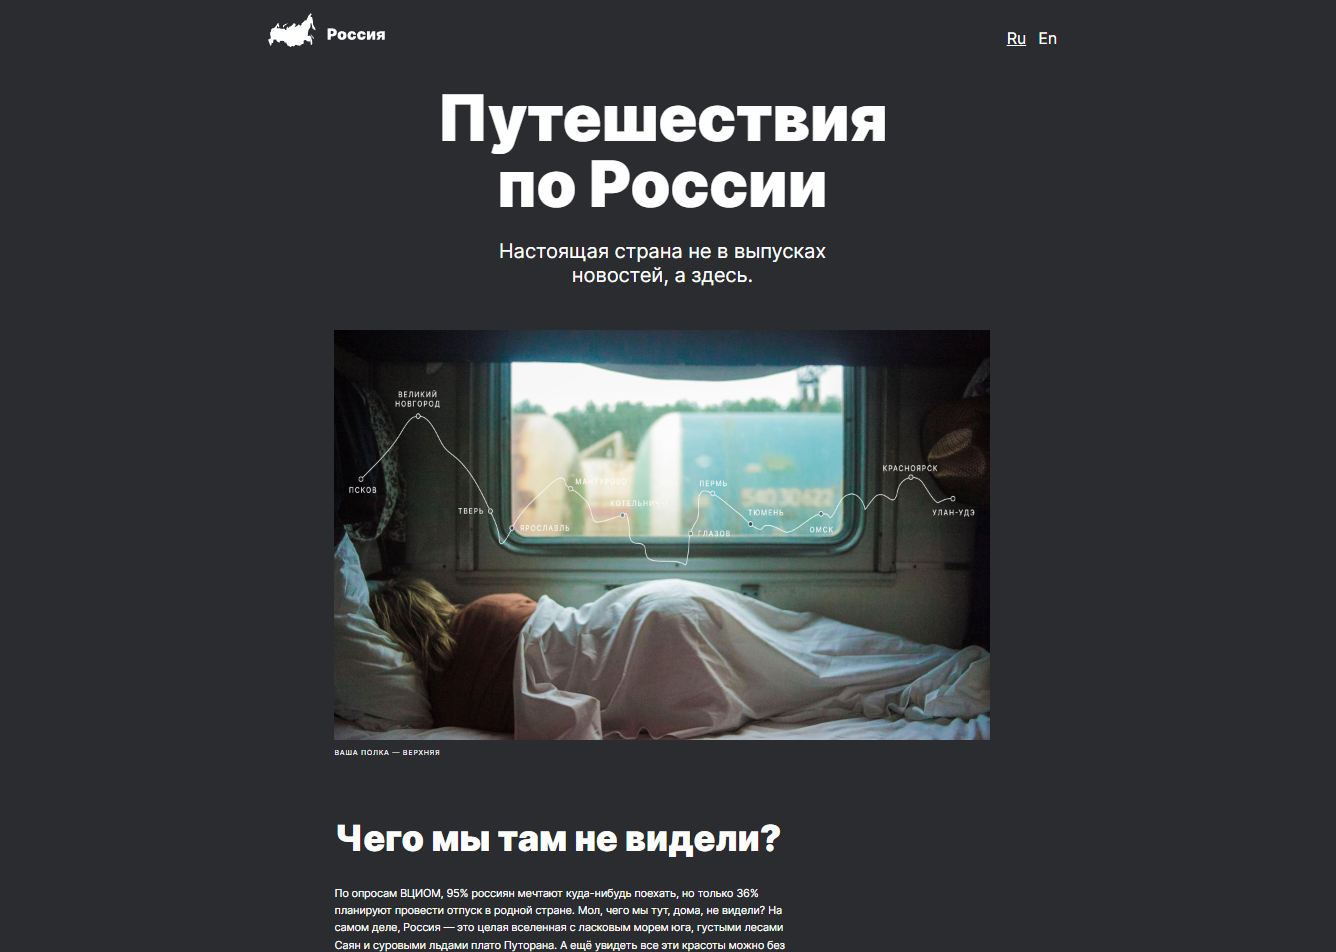 Россия
Ru En
Путешествия
по России
Настоящая страна не в выпусках
новостей, а здесь.
ВЕЛИКИЙ
НОВГОРОД
ПСКОВ
ТВЕРЬ
ЯРОСЛАВЛЬ
МАНТУРОВО
КОТЕЛЬНИЧ
ГЛАЗОВ
ПЕРМЬ
ТЮМЕНЬ
ОМСК
КРАСНОЯРСК
УЛАН-УДЭ
ВАША ПОЛКА — ВЕРХНЯЯ
Чего мы там не видели?
По опросам ВЦИОМ, 95% россиян мечтают куда-нибудь поехать, но только 36%
планируют провести отпуск в родной стране. Мол, чего мы тут, дома, не видели? На
самом деле, Россия — это целая вселенная с ласковым морем юга, густыми лесами
Саян и суровыми льдами плато Путорана. А ещё увидеть все эти красоты можно без